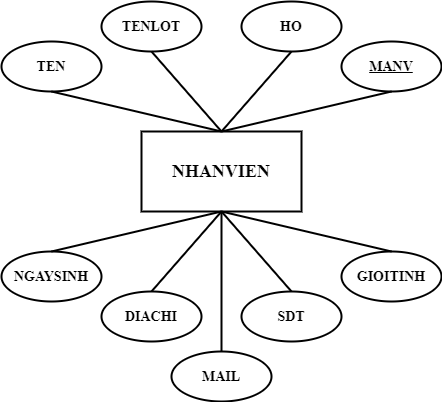 TENLOT
HO
TEN
MANV
NHANVIEN
NGAYSINH
GIOITINH
DIACHI
SDT
MAIL